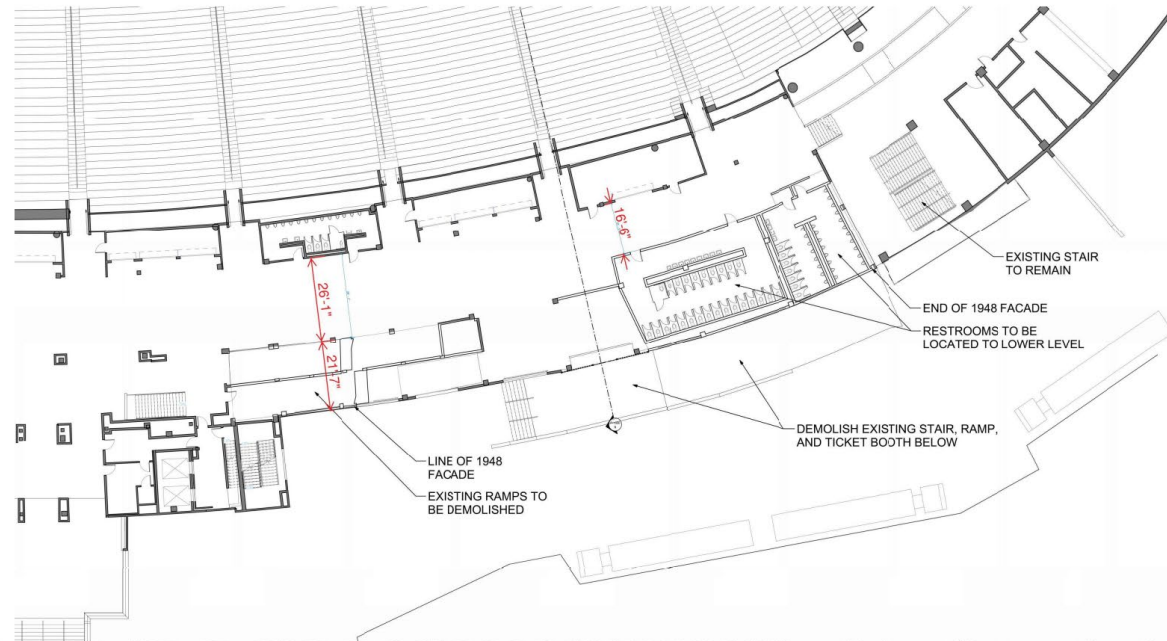 16'-6"
26'-1"
21'-7"
EXISTING STAIR
TO REMAIN
END OF 1948 FACADE
RESTROOMS TO BE
LOCATED TO LOWER LEVEL
DEMOLISH EXISTING STAIR, RAMP,
AND TICKET BOOTH BELOW
LINE OF 1948
FACADE
EXISTING RAMPS TO
BE DEMOLISHED